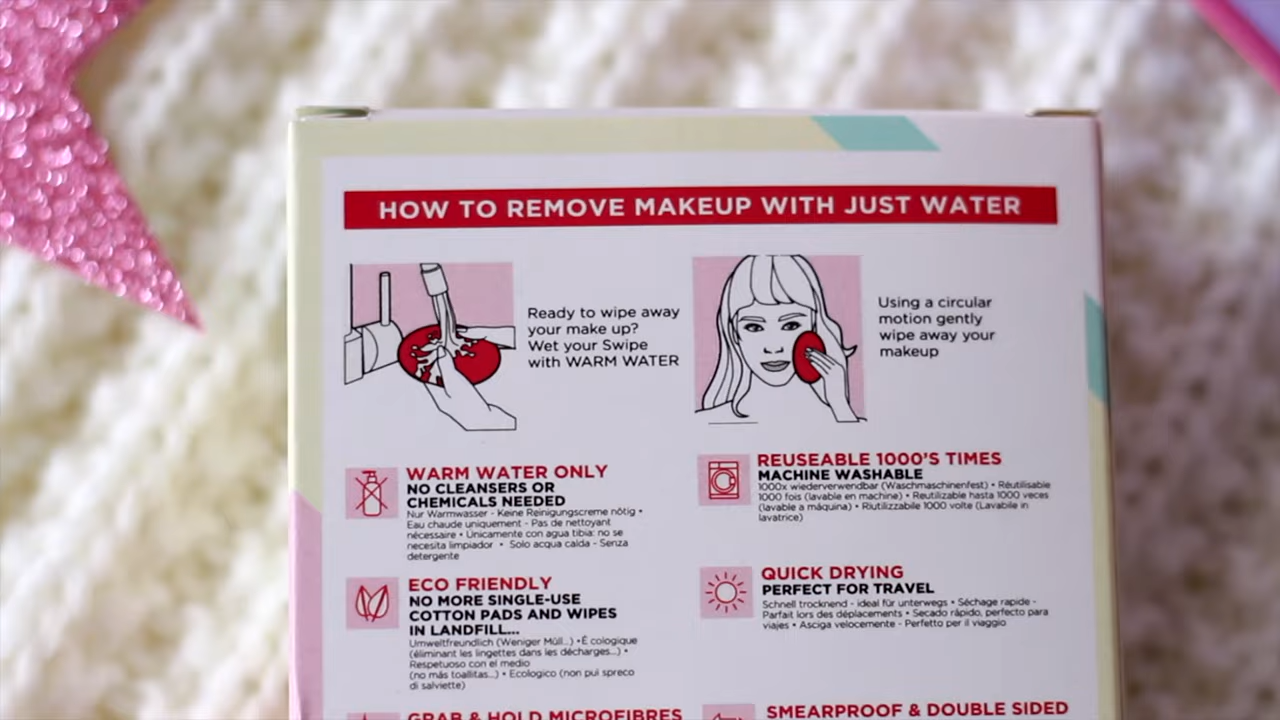 HOW TO REMOVE MAKEUP WITH JUST WATER
Ready to wipe away
your make up?
Wet your Swipe
with WARM WATER
Using a circular
motion gently
wipe away your
makeup
WARM WATER ONLY
NO CLEANSERS OR
CHEMICALS NEEDED
Nur Warmwasser - Keine Reinigungscreme nötig •
Eau chaude uniquement - Pas de nettoyant
nécessaire • Únicamente con agua tibia: no se
necesita limpiador • Solo acqua calda - Senza
detergente
REUSEABLE 1000'S TIMES
MACHINE WASHABLE
1000x wiederverwendbar (Waschmaschinenfest) • Réutilisable
1000 fois (lavable en machine) • Reutilizable hasta 1000 veces
(lavable a máquina) • Riutilizzabile 1000 volte (Lavabile in
lavatrice)
ECO FRIENDLY
NO MORE SINGLE-USE
COTTON PADS AND WIPES
IN LANDFILL...
Umweltfreundlich (Weniger Müll...) • É cologique
(éliminant les lingettes dans les décharges...) •
Respetuoso con el medio
(no más toallitas...) • Ecologico (non pui spreco
di salviette)
QUICK DRYING
PERFECT FOR TRAVEL
Schnell trocknend - ideal für unterwegs • Séchage rapide -
Parfait lors des déplacements • Secado rápido, perfecto para
viajes • Asciga velocemente - Perfetto per il viaggio
GRAB & HOLD MICROFIBRES
SMEARPROOF & DOUBLE SIDED